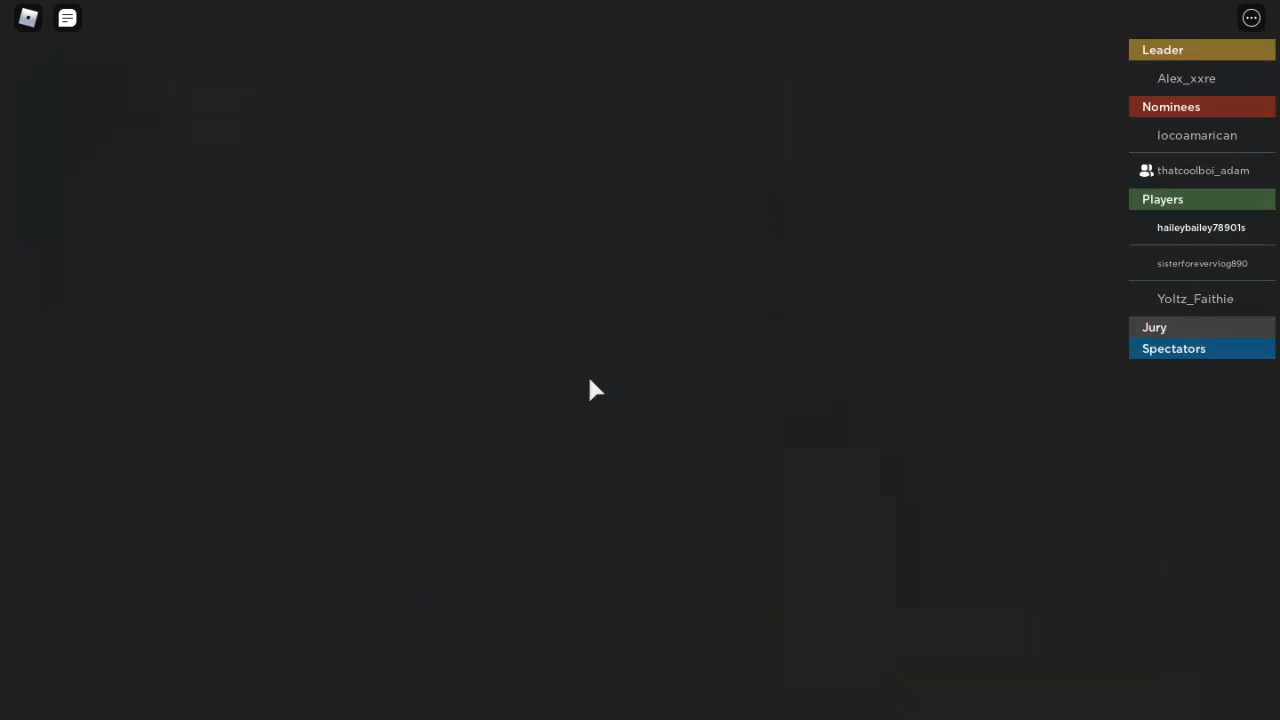 Leader
Alex_xxre
Nominees
locoamarican
thatcoolboi_adam
Players
haileybailey78901s
sisterforevervlog890
Yoltz_Faithie
Jury
Spectators